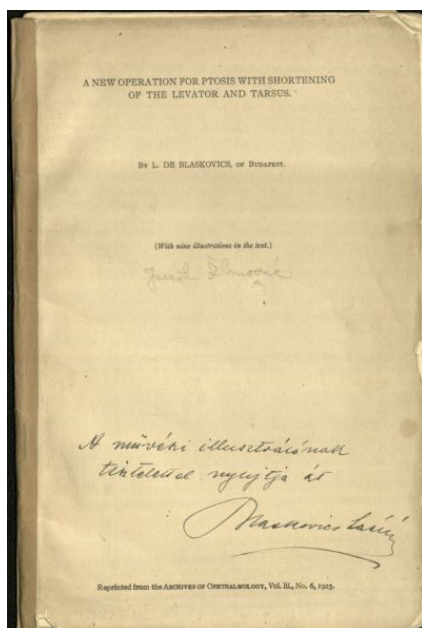 A NEW OPERATION FOR PTOSIS WITH SHORTENING
OF THE LEVATOR AND TARSUS.
By L. DE BLASKOVICS, OF BUDAPEST.
(With nine illustrations in the text.)
A művéki illusztrálónak
tisztelettel nyujtja át
Blaskovics László
Reprinted from the ARCHIVES OF OPHTHALMOLOGY, Vol. lii., No. 6, 1923.